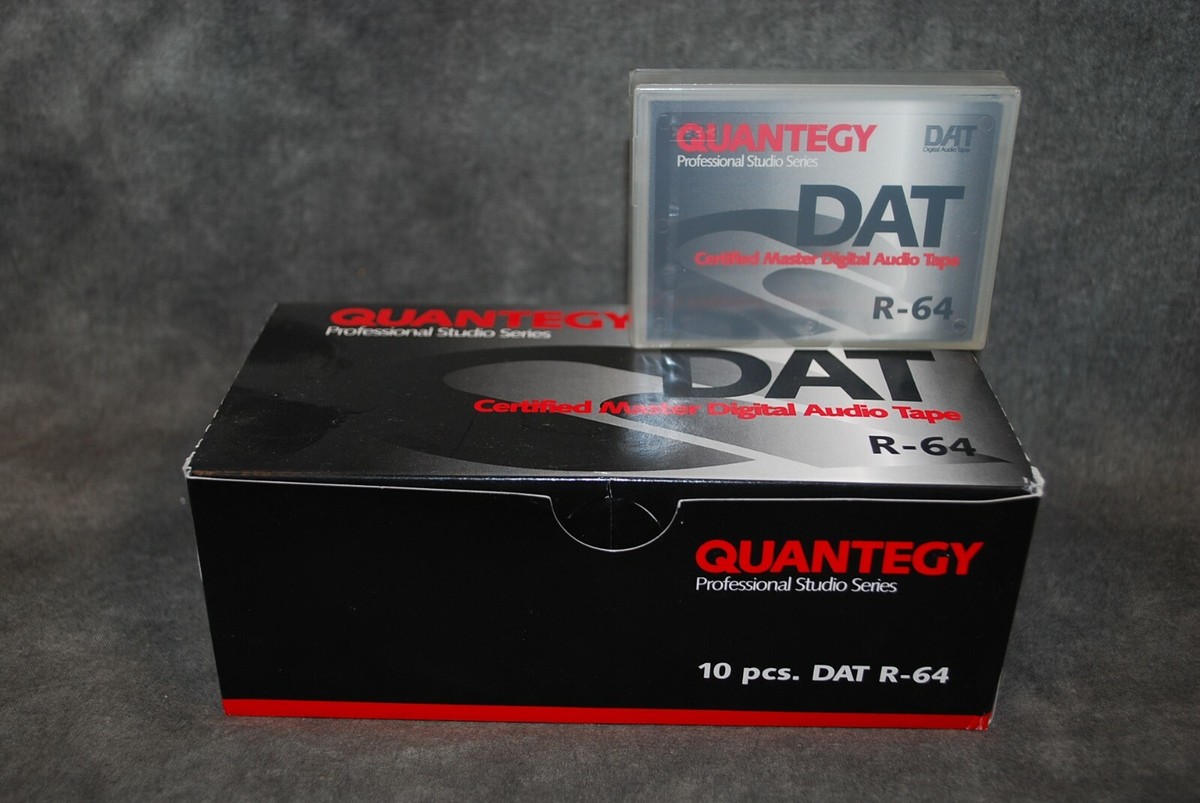 QUANTEGY
Professional Studio Series
DAT
Digital Audio Tape
DAT
Certified Master Digital Audio Tape
R-64
QUANTEGY
Professional Studio Series
DAT
Certified Master Digital Audio Tape
R-64
QUANTEGY
Professional Studio Series
10 pcs. DAT R-64